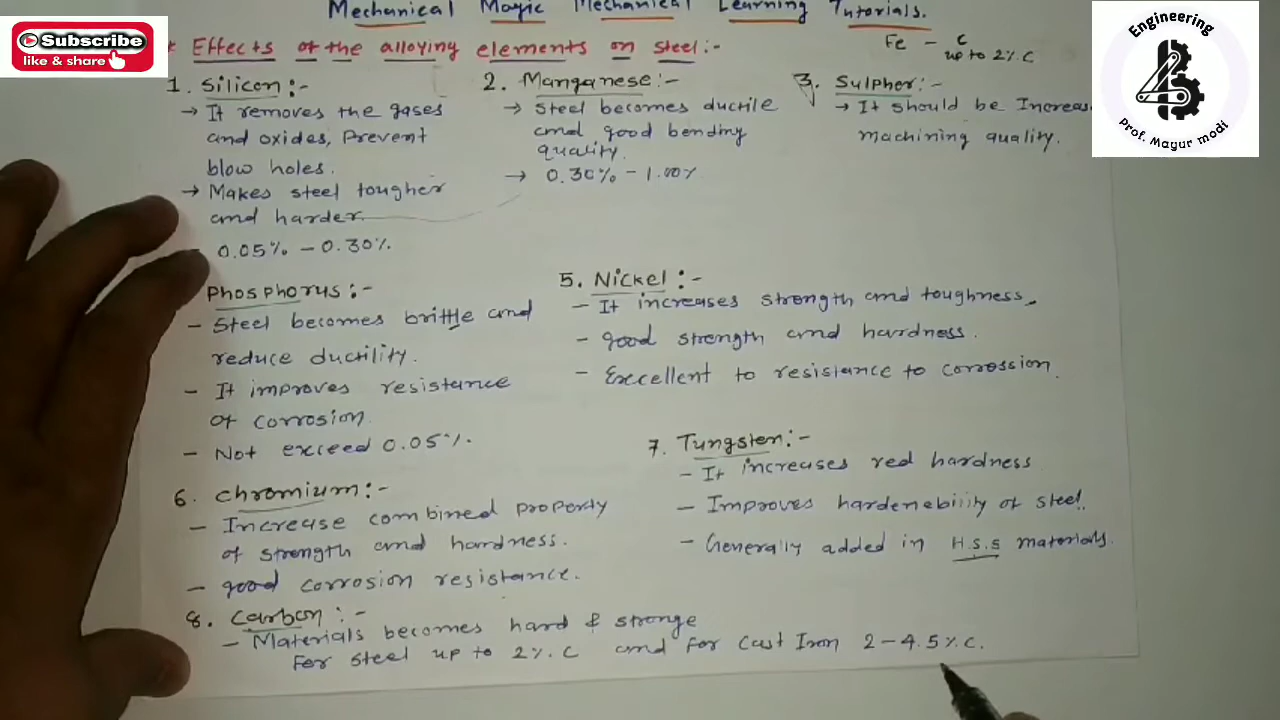 Mechanical Magic Mechanical Learning Tutorials.
Subscribe
like & share
* Effects of the alloying elements on Steel:-
Fe - C
up to 2% C
Engineering
Prof. Mayur modi
1. Silicon:-
→ It removes the gases
and oxides, Prevent
blow holes.
→ Makes steel tougher
and harder
0.05% - 0.30%
2. Manganese:-
→ Steel becomes ductile
and good bending
quality.
→ 0.30% - 1.00%
3. Sulpher:-
→ It should be Increas
machining quality.
Phosphorus:-
- Steel becomes brittle and
reduce ductility.
- It improves resistance
of corrosion.
- Not exceed 0.05%.
5. Nickel:-
- It increases strength and toughness.
- good strength and hardness.
- Excellent to resistance to corrossion.
6. Chromium:-
- Increase combined property
of strength and hardness.
- good corrosion resistance.
7. Tungsten:-
- It increases red hardness
- Improves hardenebility of steel.
- Generally added in H.S.S materials.
8. Carbon:-
- Materials becomes hard & stronge
For steel up to 2% C and for Cast Iron 2-4.5% C.